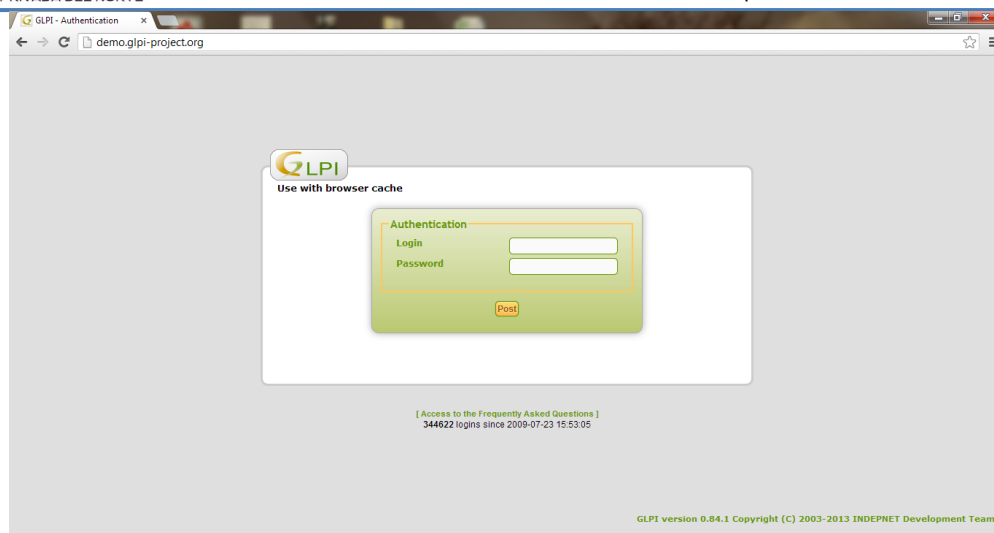 GLPI - Authentication
demo.glpi-project.org
GLPI
Use with browser cache
Authentication
Login
Password
Post
[ Access to the Frequently Asked Questions ]
344622 logins since 2009-07-23 15:53:05
GLPI version 0.84.1 Copyright (C) 2003-2013 INDEPNET Development Team